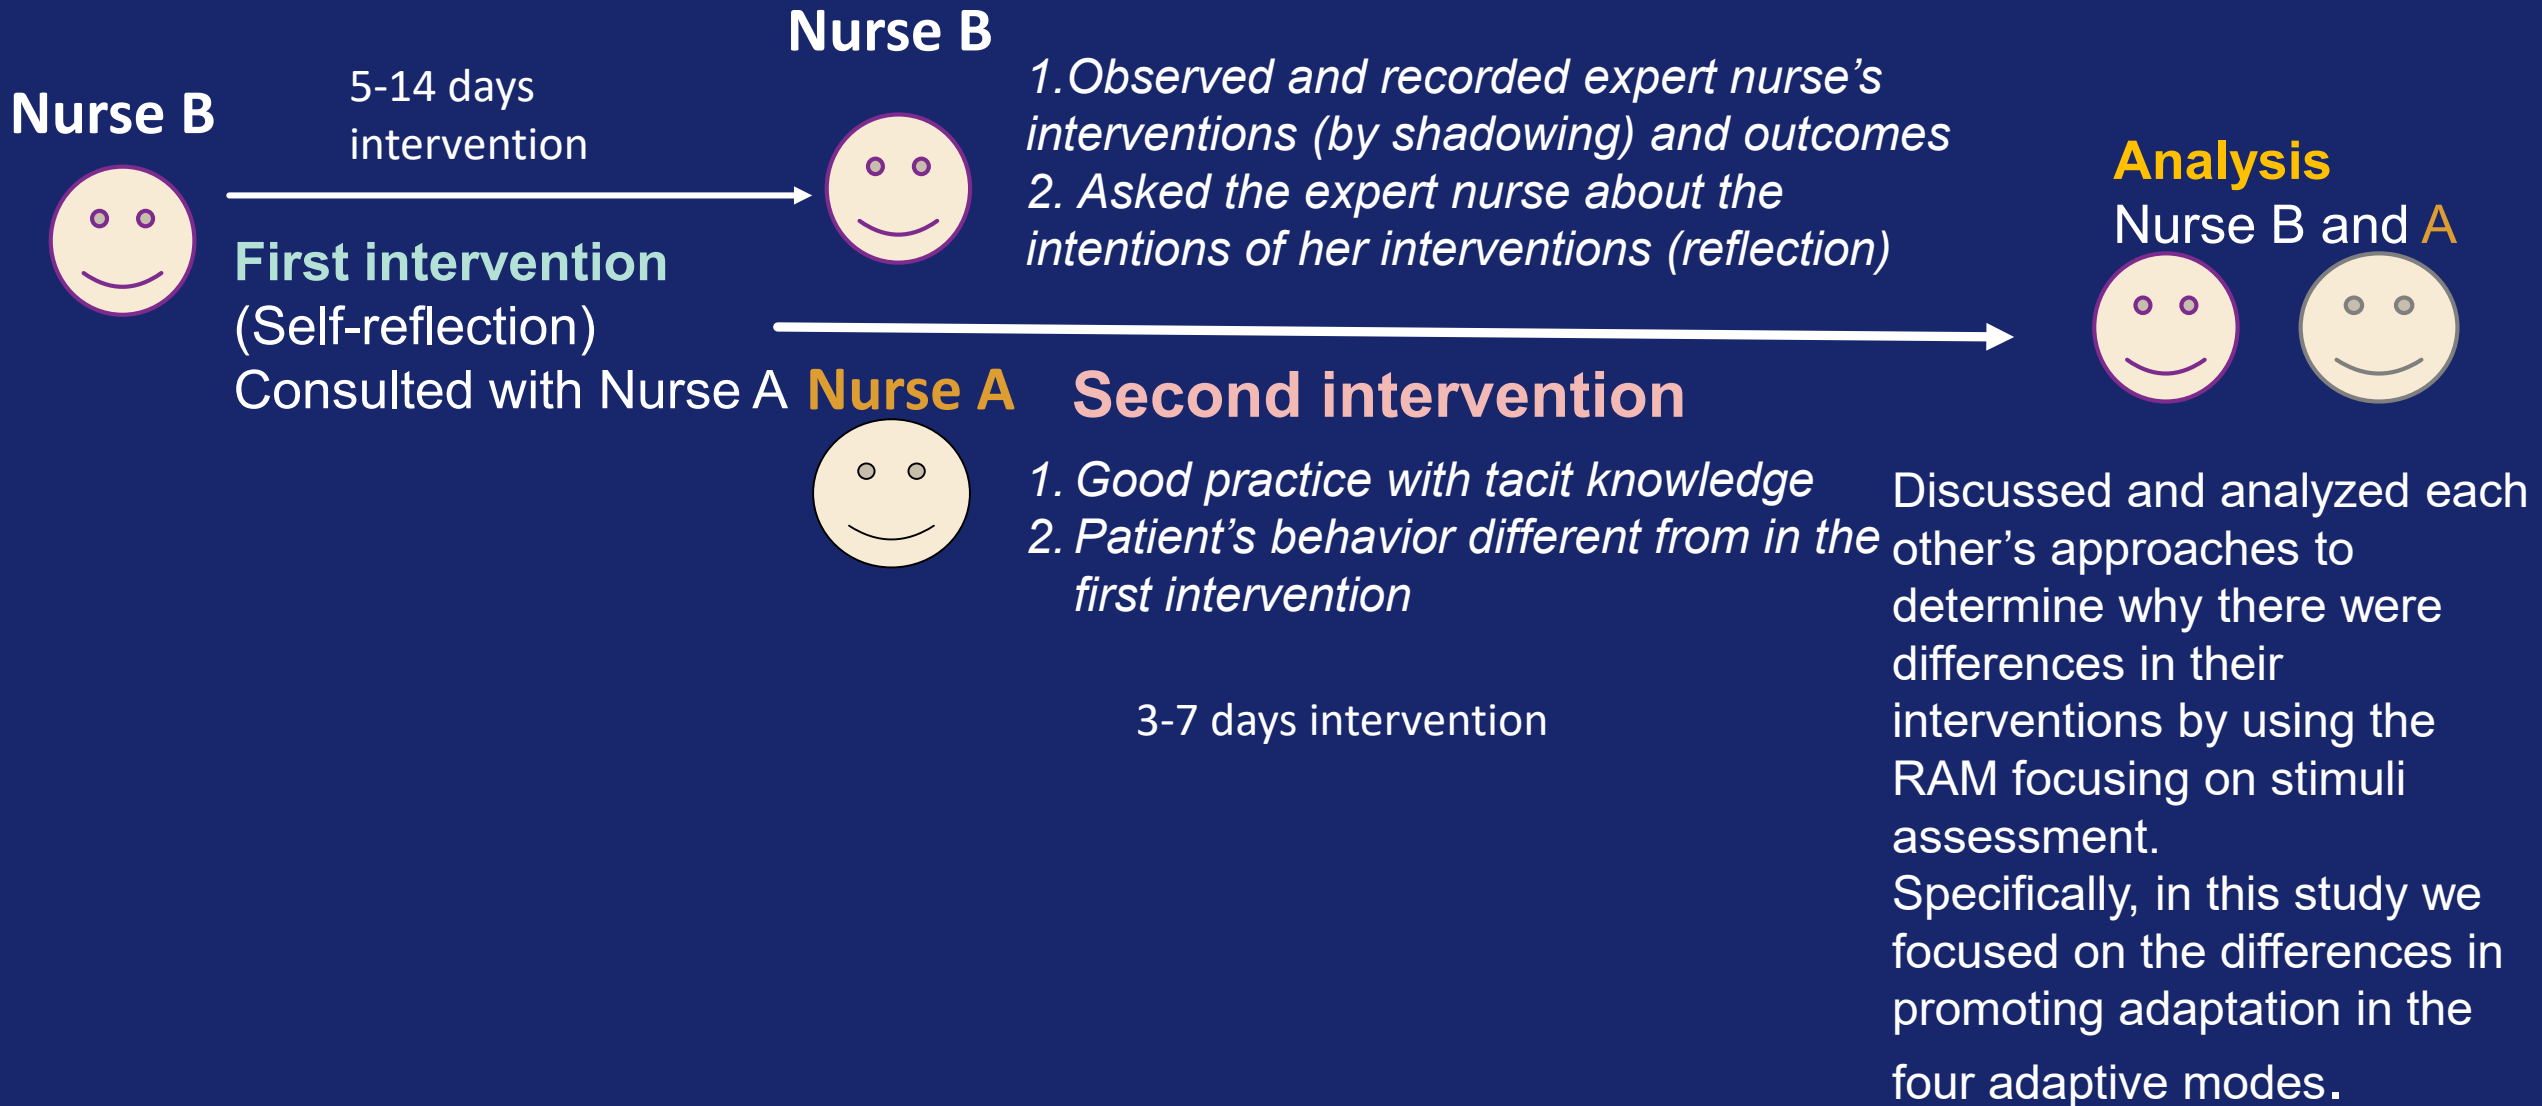 Nurse B
5-14 days
intervention
First intervention
(Self-reflection)
Consulted with Nurse A
Nurse B
1.Observed and recorded expert nurse’s
interventions (by shadowing) and outcomes
2. Asked the expert nurse about the
intentions of her interventions (reflection)
Nurse A
Second intervention
1. Good practice with tacit knowledge
2. Patient’s behavior different from in the
first intervention
3-7 days intervention
Analysis
Nurse B and A
Discussed and analyzed each
other’s approaches to
determine why there were
differences in their
interventions by using the
RAM focusing on stimuli
assessment.
Specifically, in this study we
focused on the differences in
promoting adaptation in the
four adaptive modes.